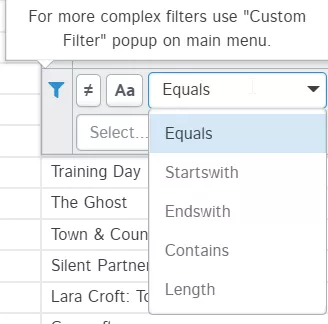 For more complex filters use "Custom
Filter" popup on main menu.
≠ Aa Equals
Select...
Equals
Startswith
Endswith
Contains
Length
Training Day
The Ghost
Town & Coun
Silent Partner
Lara Croft: To